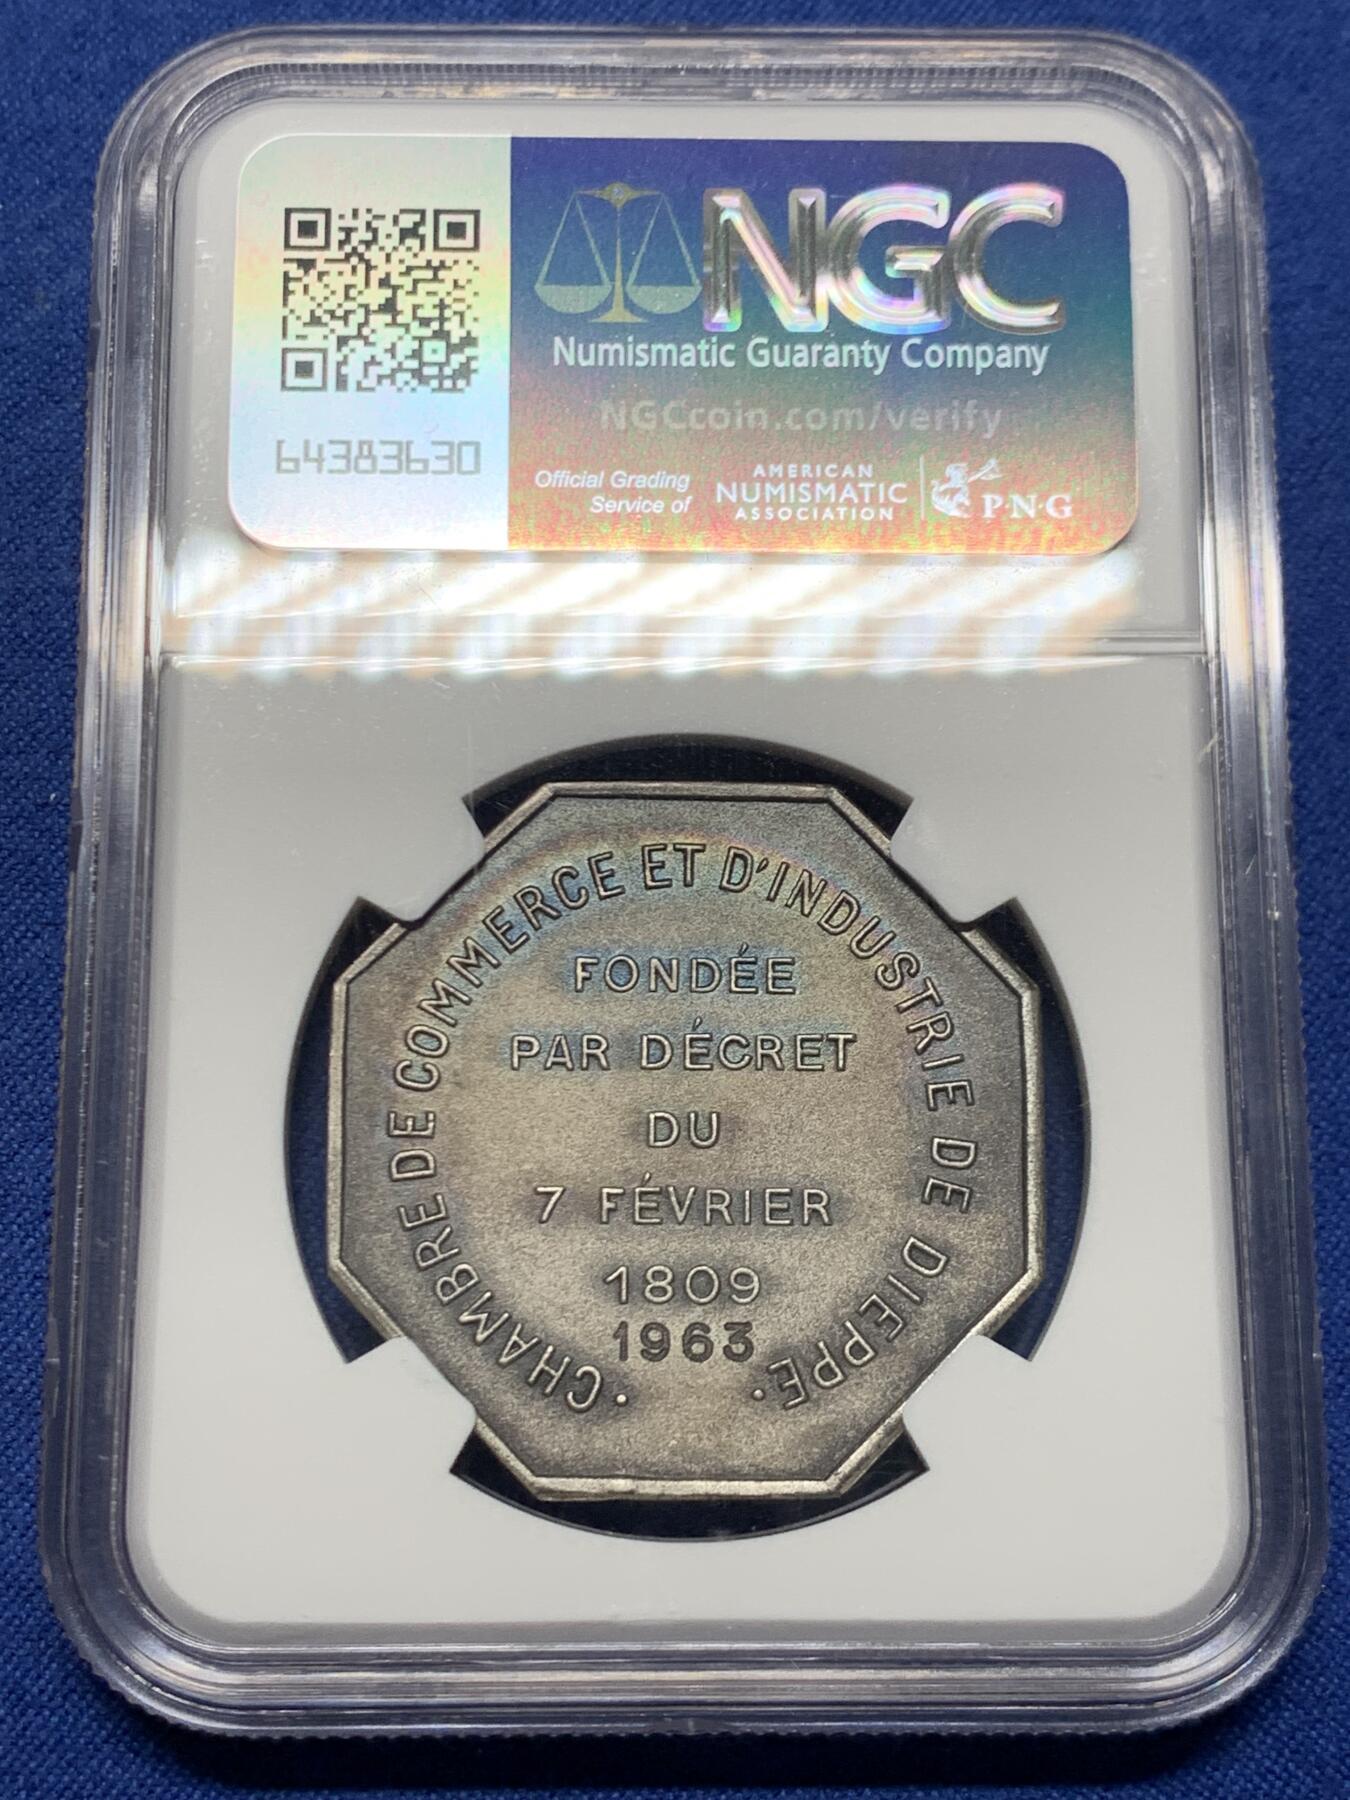 NGC
Numismatic Guaranty Company
NGCcoin.com/verify
64383630
Official Grading
Service of
AMERICAN
NUMISMATIC
ASSOCIATION
P·N·G
· CHAMBRE DE COMMERCE ET D'INDUSTRIE DE DIEPPE ·
FONDÉE
PAR DÉCRET
DU
7 FÉVRIER
1809
1963